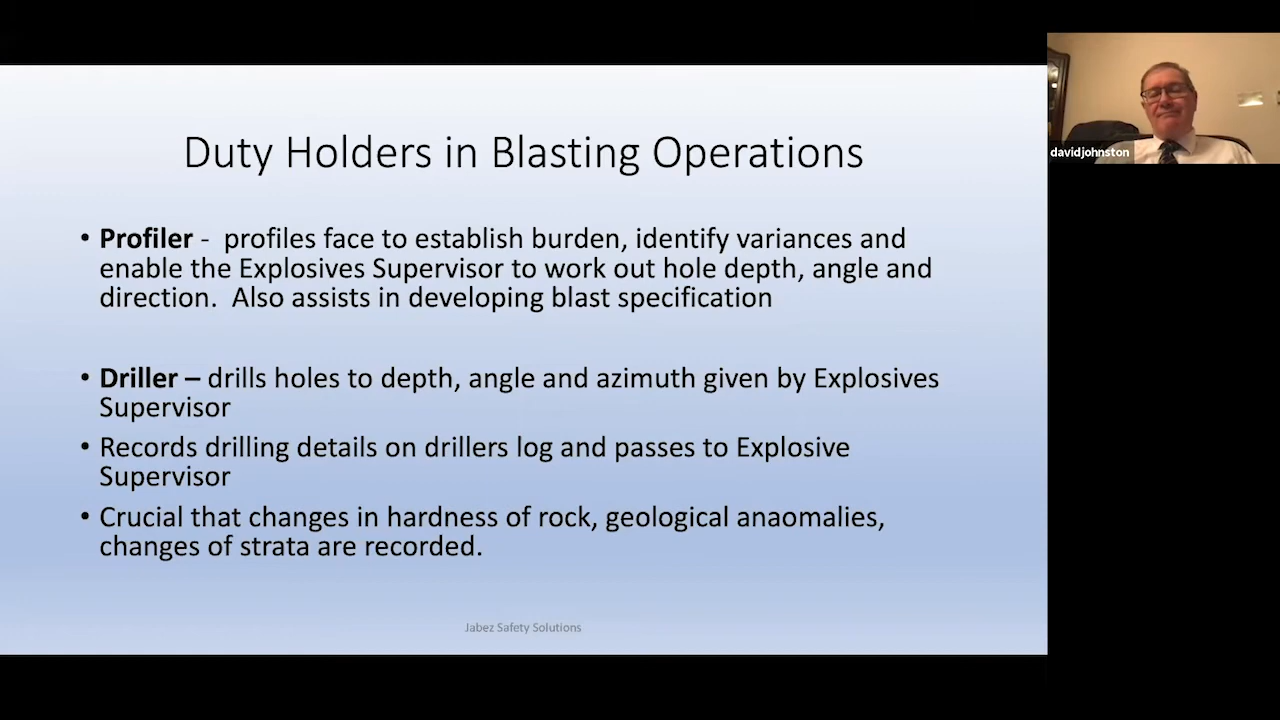 Duty Holders in Blasting Operations
• Profiler - profiles face to establish burden, identify variances and
enable the Explosives Supervisor to work out hole depth, angle and
direction. Also assists in developing blast specification
• Driller – drills holes to depth, angle and azimuth given by Explosives
Supervisor
• Records drilling details on drillers log and passes to Explosive
Supervisor
• Crucial that changes in hardness of rock, geological anaomalies,
changes of strata are recorded.
Jabez Safety Solutions
davidjohnston